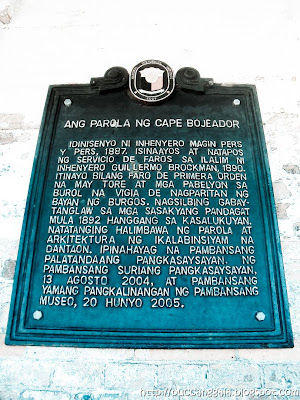 ANG PAROLA NG CAPE BOJEADOR
IDINISENYO NI INHENYERO MAGIN PERS
Y PERS, 1887. ISINAAYOS AT NATAPOS
NG SERVICIO DE FAROS SA ILALIM NI
INHENYERO GUILLERMO BROCKMAN, 1890.
ITINAYO BILANG FARO DE PRIMERA ORDEN
NA MAY TORE AT MGA PABELYON SA
BUROL NA VIGIA DE NAGPARITAN NG
BAYAN NG BURGOS. NAGSILBING GABAY-
TANGLAW SA MGA SASAKYANG PANDAGAT
MULA 1892 HANGGANG SA KASALUKUYAN.
NATATANGING HALIMBAWA NG PAROLA AT
ARKITEKTURA NG IKALABINSIYAM NA
DANTAON. IPINAHAYAG NA PAMBANSANG
PALATANDAANG PANGKASAYSAYAN, NG
PAMBANSANG SURIANG PANGKASAYSAYAN,
13 AGOSTO 2004, AT PAMBANSANG
YAMANG PANGKALINANGAN NG PAMBANSANG
MUSEO, 20 HUNYO 2005.